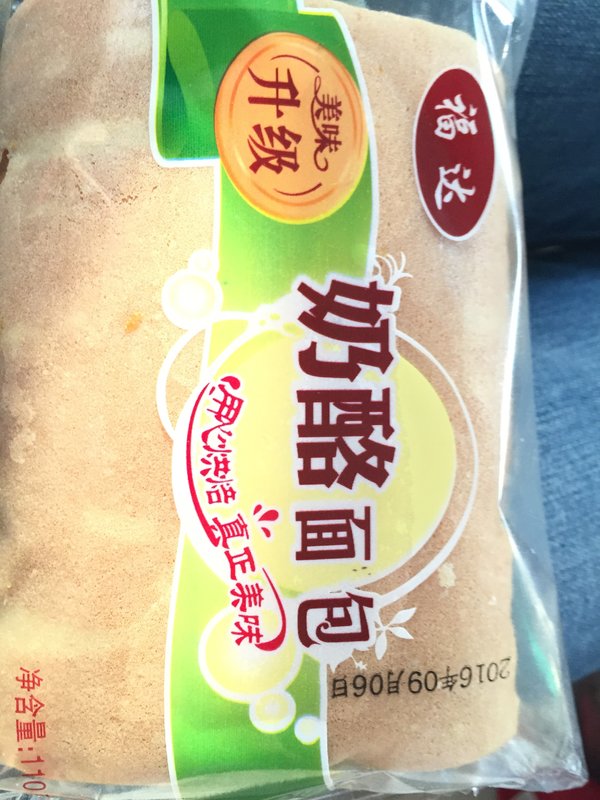 福达
美味
升级
奶酪面包
用心烘焙 真正美味
2016年09月06日
净含量:110